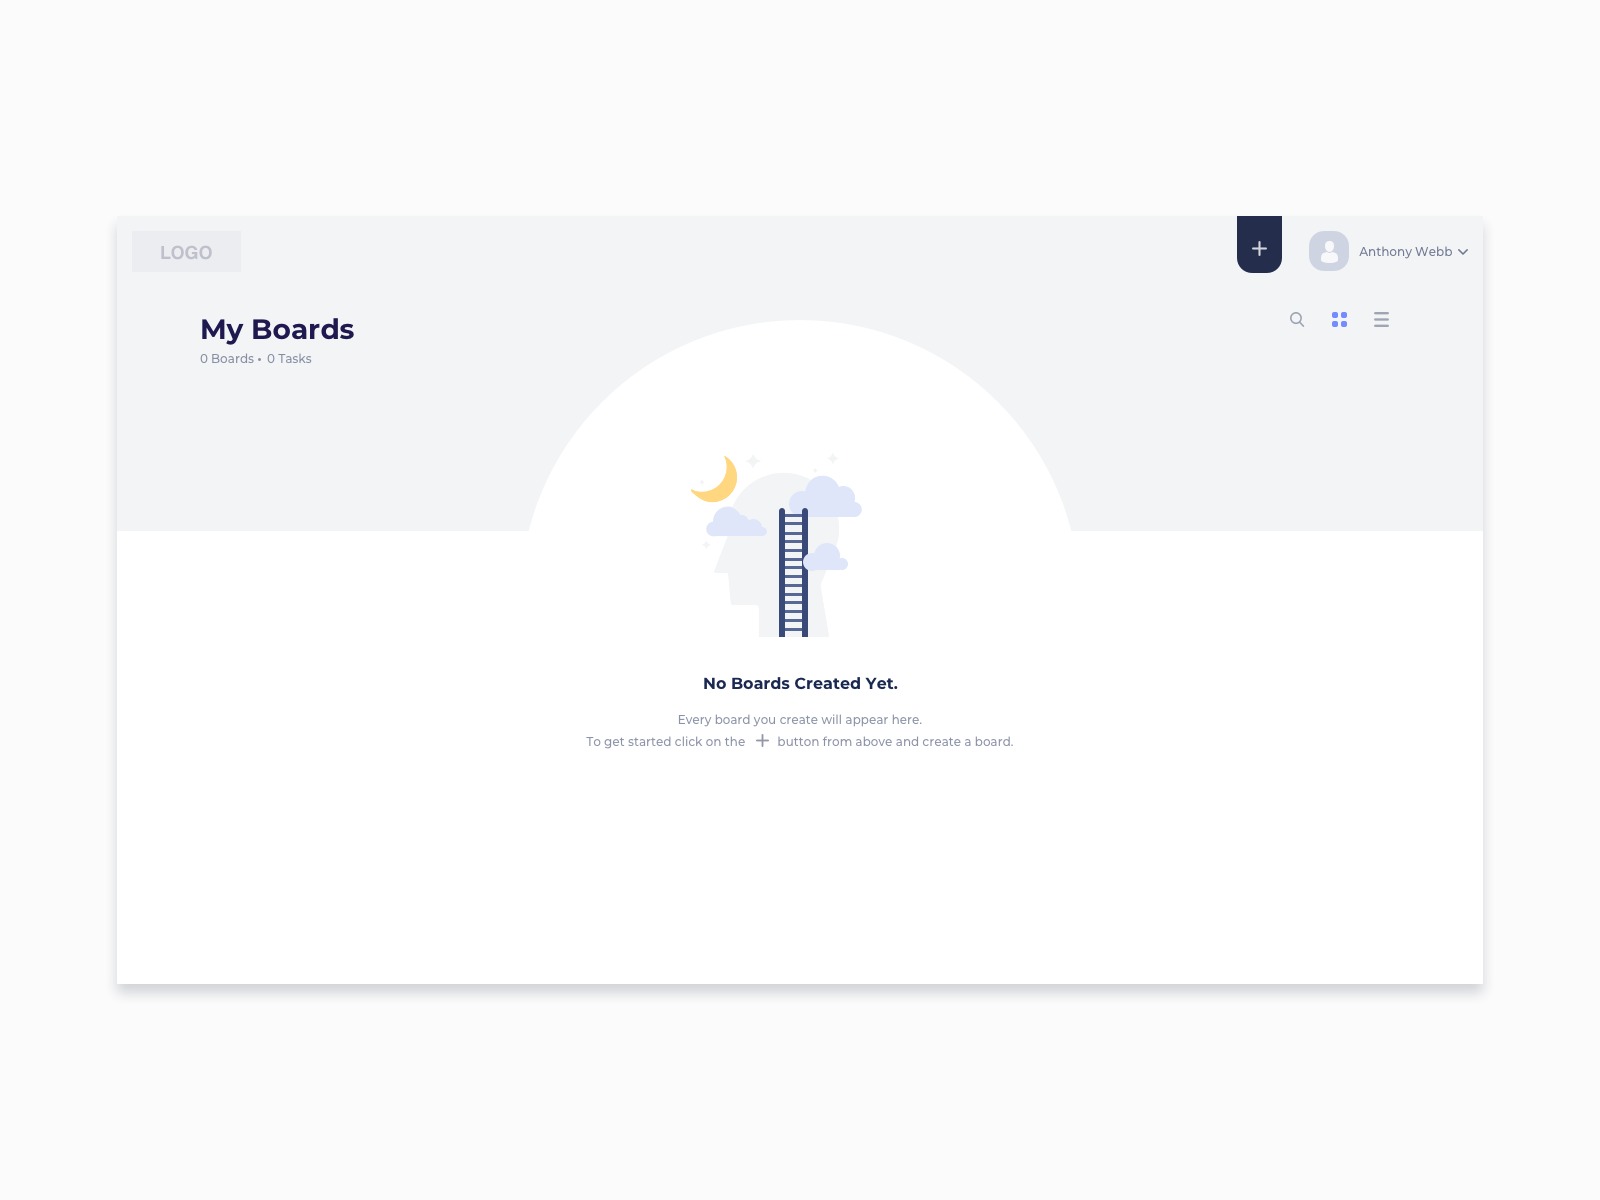 LOGO
Anthony Webb
My Boards
0 Boards • 0 Tasks
No Boards Created Yet.
Every board you create will appear here.
To get started click on the + button from above and create a board.